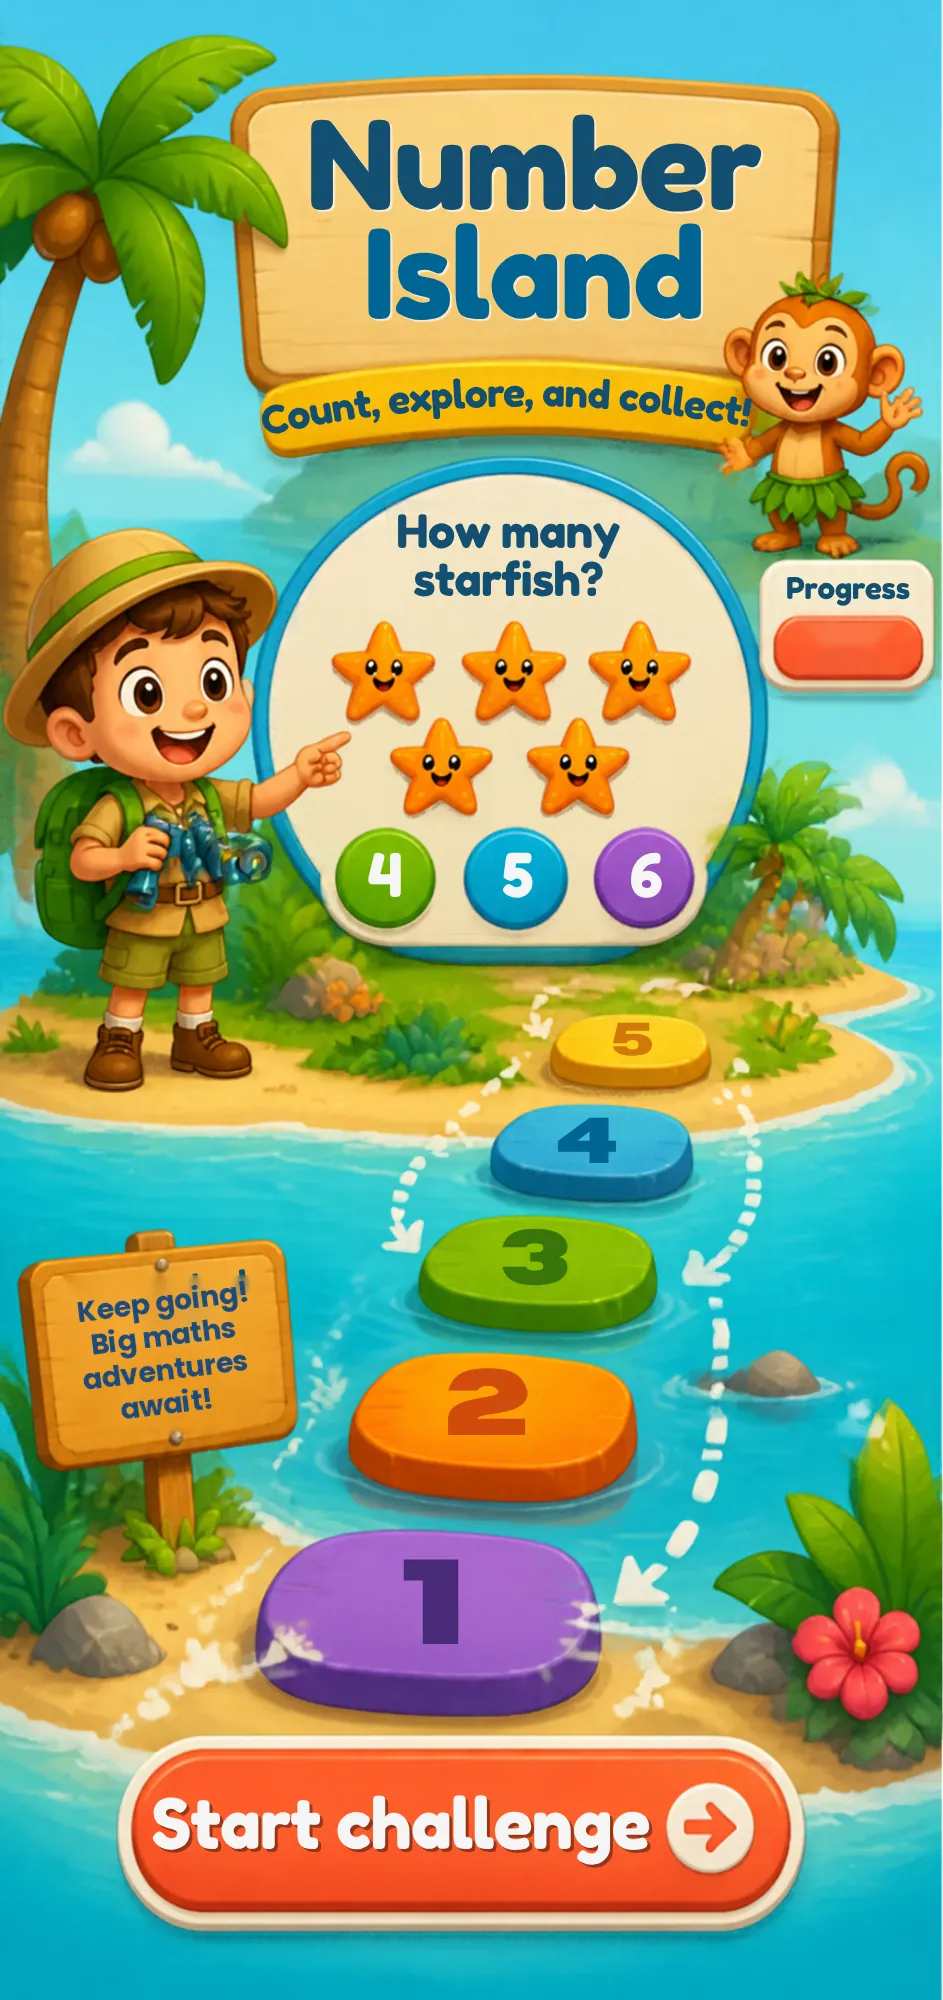 Number
Island
Count, explore, and collect!
How many
starfish?
Progress
4 5 6
5
4
3
2
1
Keep going!
Big maths
adventures
await!
Start challenge